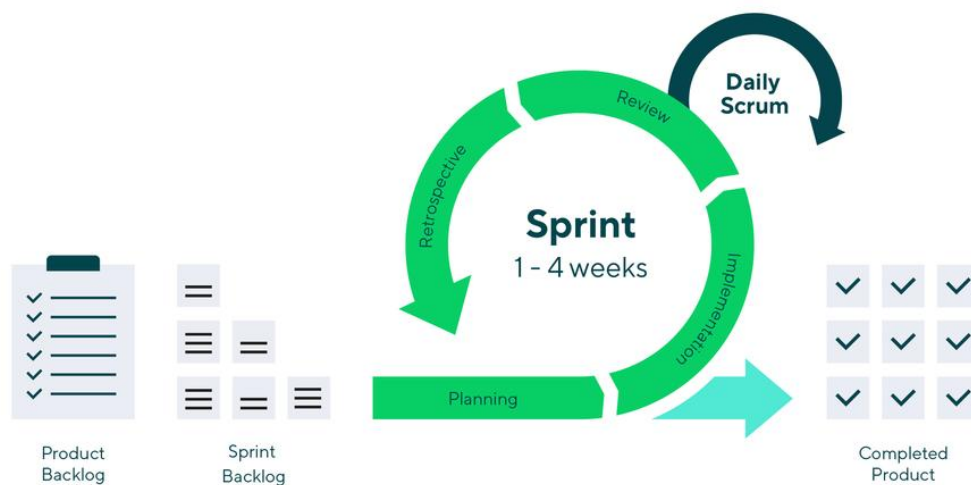 Daily
Scrum
Review
Retrospective
Sprint
1 - 4 weeks
Implementation
Planning
Product
Backlog
Sprint
Backlog
Completed
Product